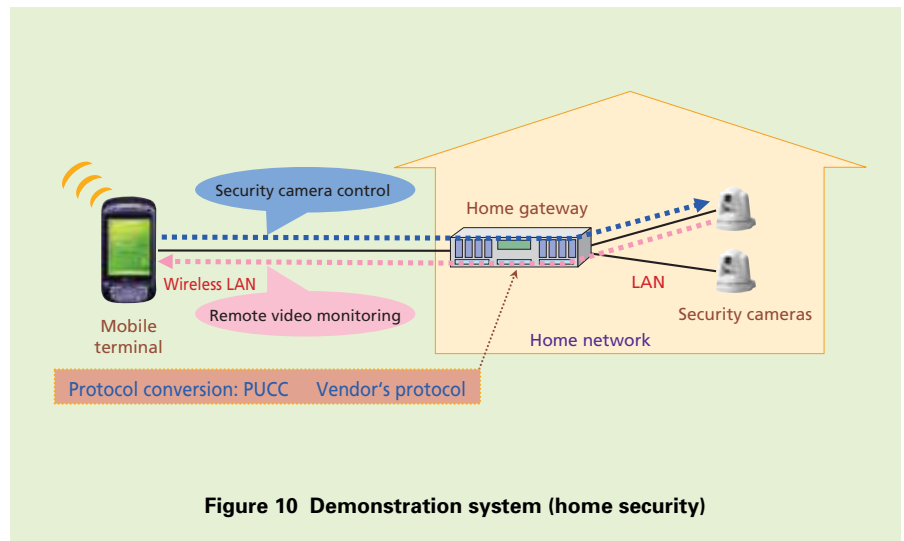 Security camera control
Home gateway
Wireless LAN
LAN
Remote video monitoring
Security cameras
Mobile
terminal
Home network
Protocol conversion: PUCC Vendor's protocol
Figure 10 Demonstration system (home security)